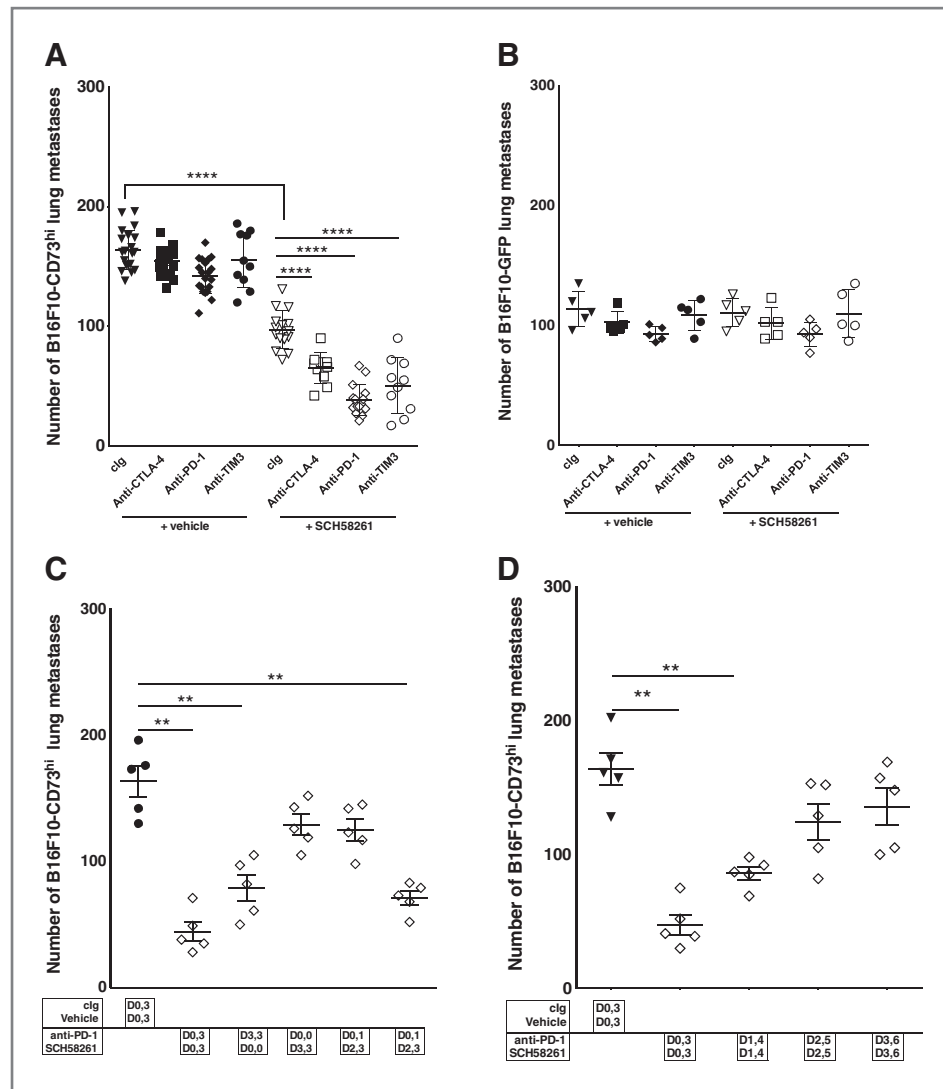 A
Number of B16F10-CD73hi lung metastases
300
200
100
0
****
****
****
****
cIg
Anti-CTLA-4
Anti-PD-1
Anti-TIM3
cIg
Anti-CTLA-4
Anti-PD-1
Anti-TIM3
+ vehicle
+ SCH58261
B
Number of B16F10-GFP lung metastases
300
200
100
0
cIg
Anti-CTLA-4
Anti-PD-1
Anti-TIM3
cIg
Anti-CTLA-4
Anti-PD-1
Anti-TIM3
+ vehicle
+ SCH58261
C
Number of B16F10-CD73hi lung metastases
300
200
100
0
**
**
**
cIg D0,3
Vehicle D0,3
anti-PD-1 D0,3 D3,3 D0,0 D0,1 D0,1
SCH58261 D0,3 D0,0 D3,3 D2,3 D2,3
D
Number of B16F10-CD73hi lung metastases
300
200
100
0
**
**
cIg D0,3
Vehicle D0,3
anti-PD-1 D0,3 D1,4 D2,5 D3,6
SCH58261 D0,3 D1,4 D2,5 D3,6